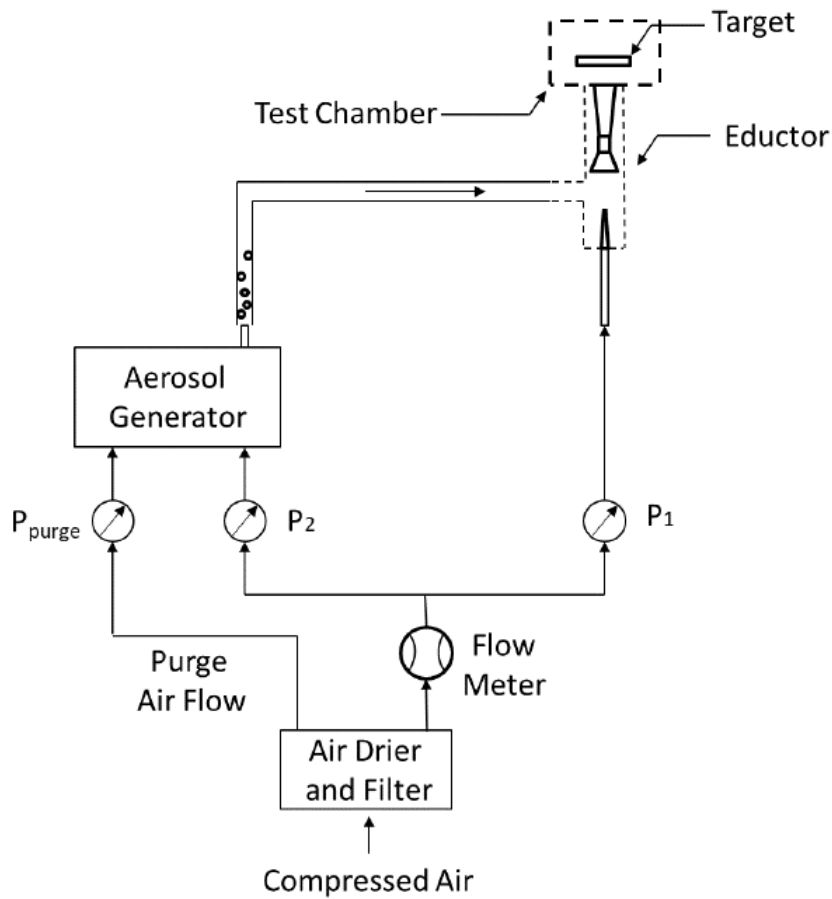 Target
Test Chamber
Eductor
Aerosol
Generator
Ppurge
P2
P1
Purge
Air Flow
Flow
Meter
Air Drier
and Filter
Compressed Air